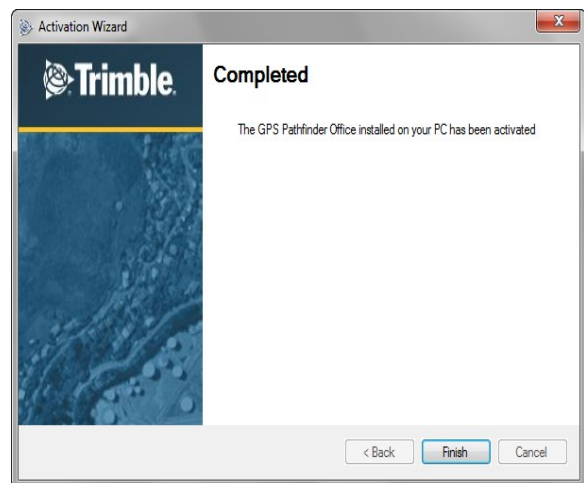 Activation Wizard
Trimble.
Completed
The GPS Pathfinder Office installed on your PC has been activated
< Back
Finish
Cancel